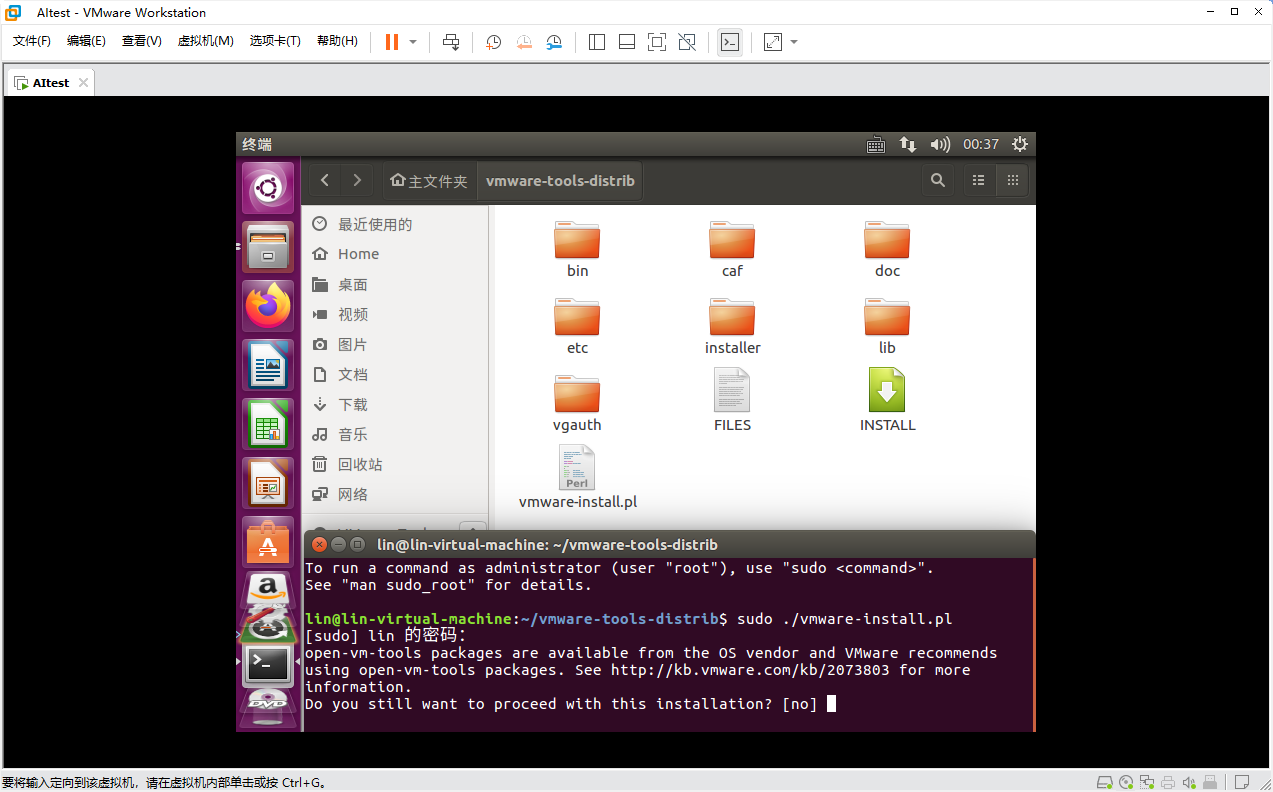 AItest - VMware Workstation
文件(F) 编辑(E) 查看(V) 虚拟机(M) 选项卡(T) 帮助(H)
AItest
终端 00:37
主文件夹 vmware-tools-distrib
最近使用的
Home
桌面
视频
图片
文档
下载
音乐
回收站
网络
bin caf doc
etc installer lib
vgauth FILES INSTALL
Perl
vmware-install.pl
lin@lin-virtual-machine: ~/vmware-tools-distrib
To run a command as administrator (user "root"), use "sudo <command>".
See "man sudo_root" for details.
lin@lin-virtual-machine:~/vmware-tools-distrib$ sudo ./vmware-install.pl
[sudo] lin 的密码：
open-vm-tools packages are available from the OS vendor and VMware recommends
using open-vm-tools packages. See http://kb.vmware.com/kb/2073803 for more
information.
Do you still want to proceed with this installation? [no]
要将输入定向到该虚拟机，请在虚拟机内部单击或按 Ctrl+G。